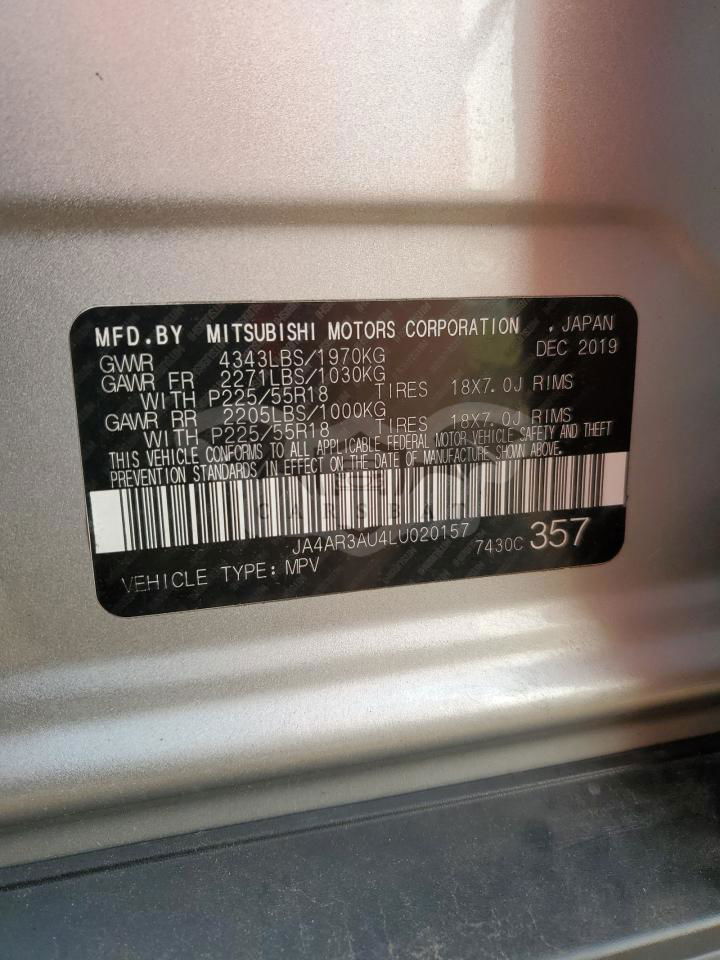 MFD.BY MITSUBISHI MOTORS CORPORATION , JAPAN
GVWR 4343LBS/1970KG DEC 2019
GAWR FR 2271LBS/1030KG
WITH P225/55R18 TIRES 18X7.0J RIMS
GAWR RR 2205LBS/1000KG
WITH P225/55R18 TIRES 18X7.0J RIMS
THIS VEHICLE CONFORMS TO ALL APPLICABLE FEDERAL MOTOR VEHICLE SAFETY AND THEFT
PREVENTION STANDARDS IN EFFECT ON THE DATE OF MANUFACTURE SHOWN ABOVE.
CARSBAT
JA4AR3AU4LU020157 7430C 357
VEHICLE TYPE: MPV